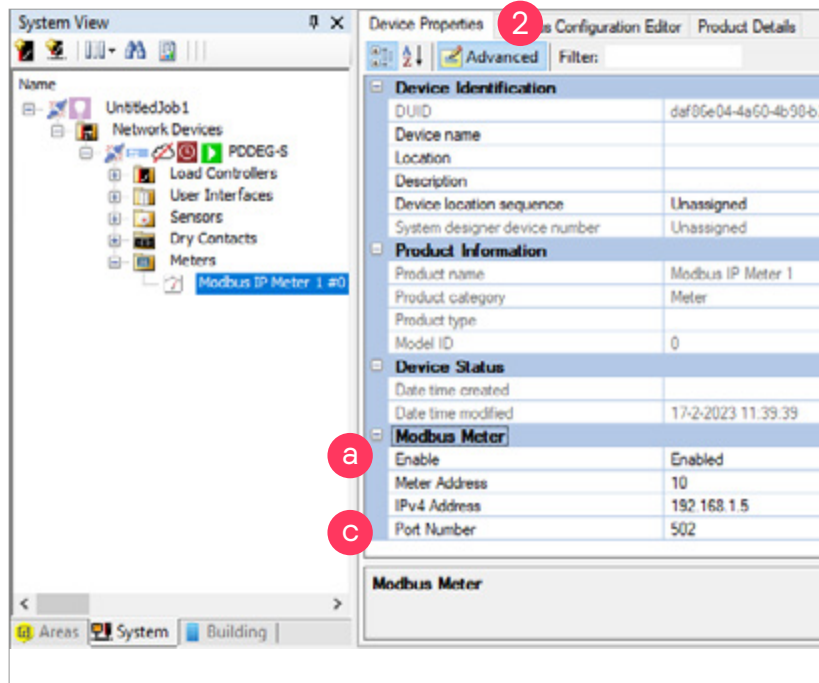 System View
Name
UntitledJob1
Network Devices
PDDEG-S
Load Controllers
User Interfaces
Sensors
Dry Contacts
Meters
Modbus IP Meter 1 #0
Areas System Building
Device Properties 2 s Configuration Editor Product Details
Advanced Filter:
Device Identification
DUID daf86e04-4a60-4b98-b
Device name
Location
Description
Device location sequence Unassigned
System designer device number Unassigned
Product Information
Product name Modbus IP Meter 1
Product category Meter
Product type
Model ID 0
Device Status
Date time created
Date time modified 17-2-2023 11:39:39
Modbus Meter
a Enable Enabled
Meter Address 10
IPv4 Address 192.168.1.5
c Port Number 502
Modbus Meter